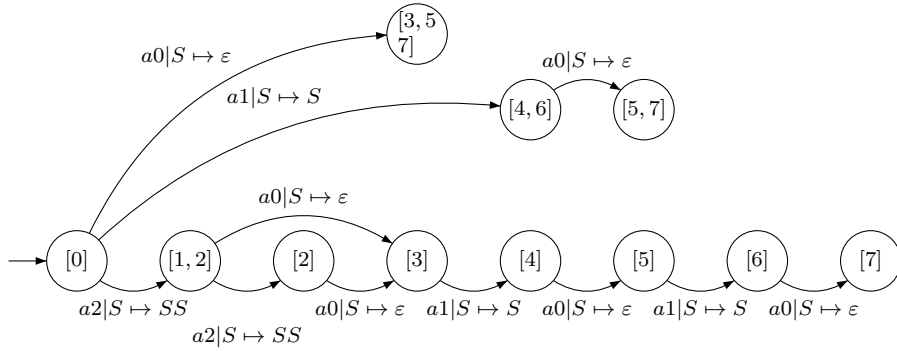 [3, 5
7]
a0|S ↦ ε
a0|S ↦ ε
a1|S ↦ S
[4, 6]
[5, 7]
a0|S ↦ ε
[0]
[1, 2]
[2]
[3]
[4]
[5]
[6]
[7]
a2|S ↦ SS
a0|S ↦ ε
a1|S ↦ S
a0|S ↦ ε
a1|S ↦ S
a0|S ↦ ε
a2|S ↦ SS